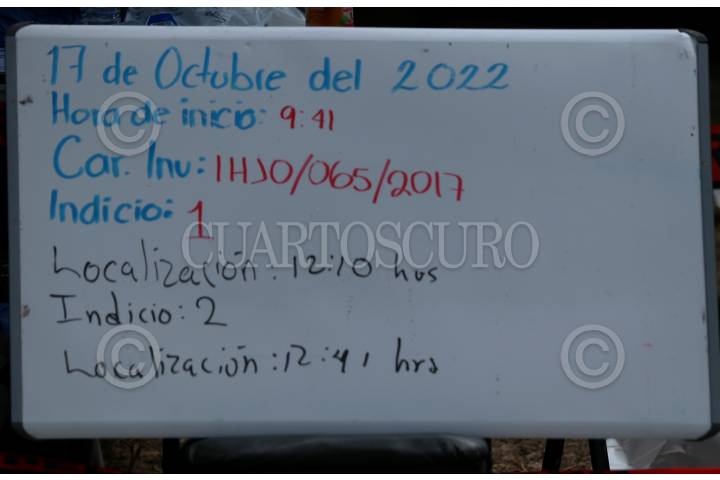 17 de Octubre del 2022
Hora de inicio: 9:41
Car. Inv: IHJO/065/2017
Indicio: 1
CUARTOSCURO
Localización: 12:10 hrs
Indicio: 2
Localización: 12:41 hrs